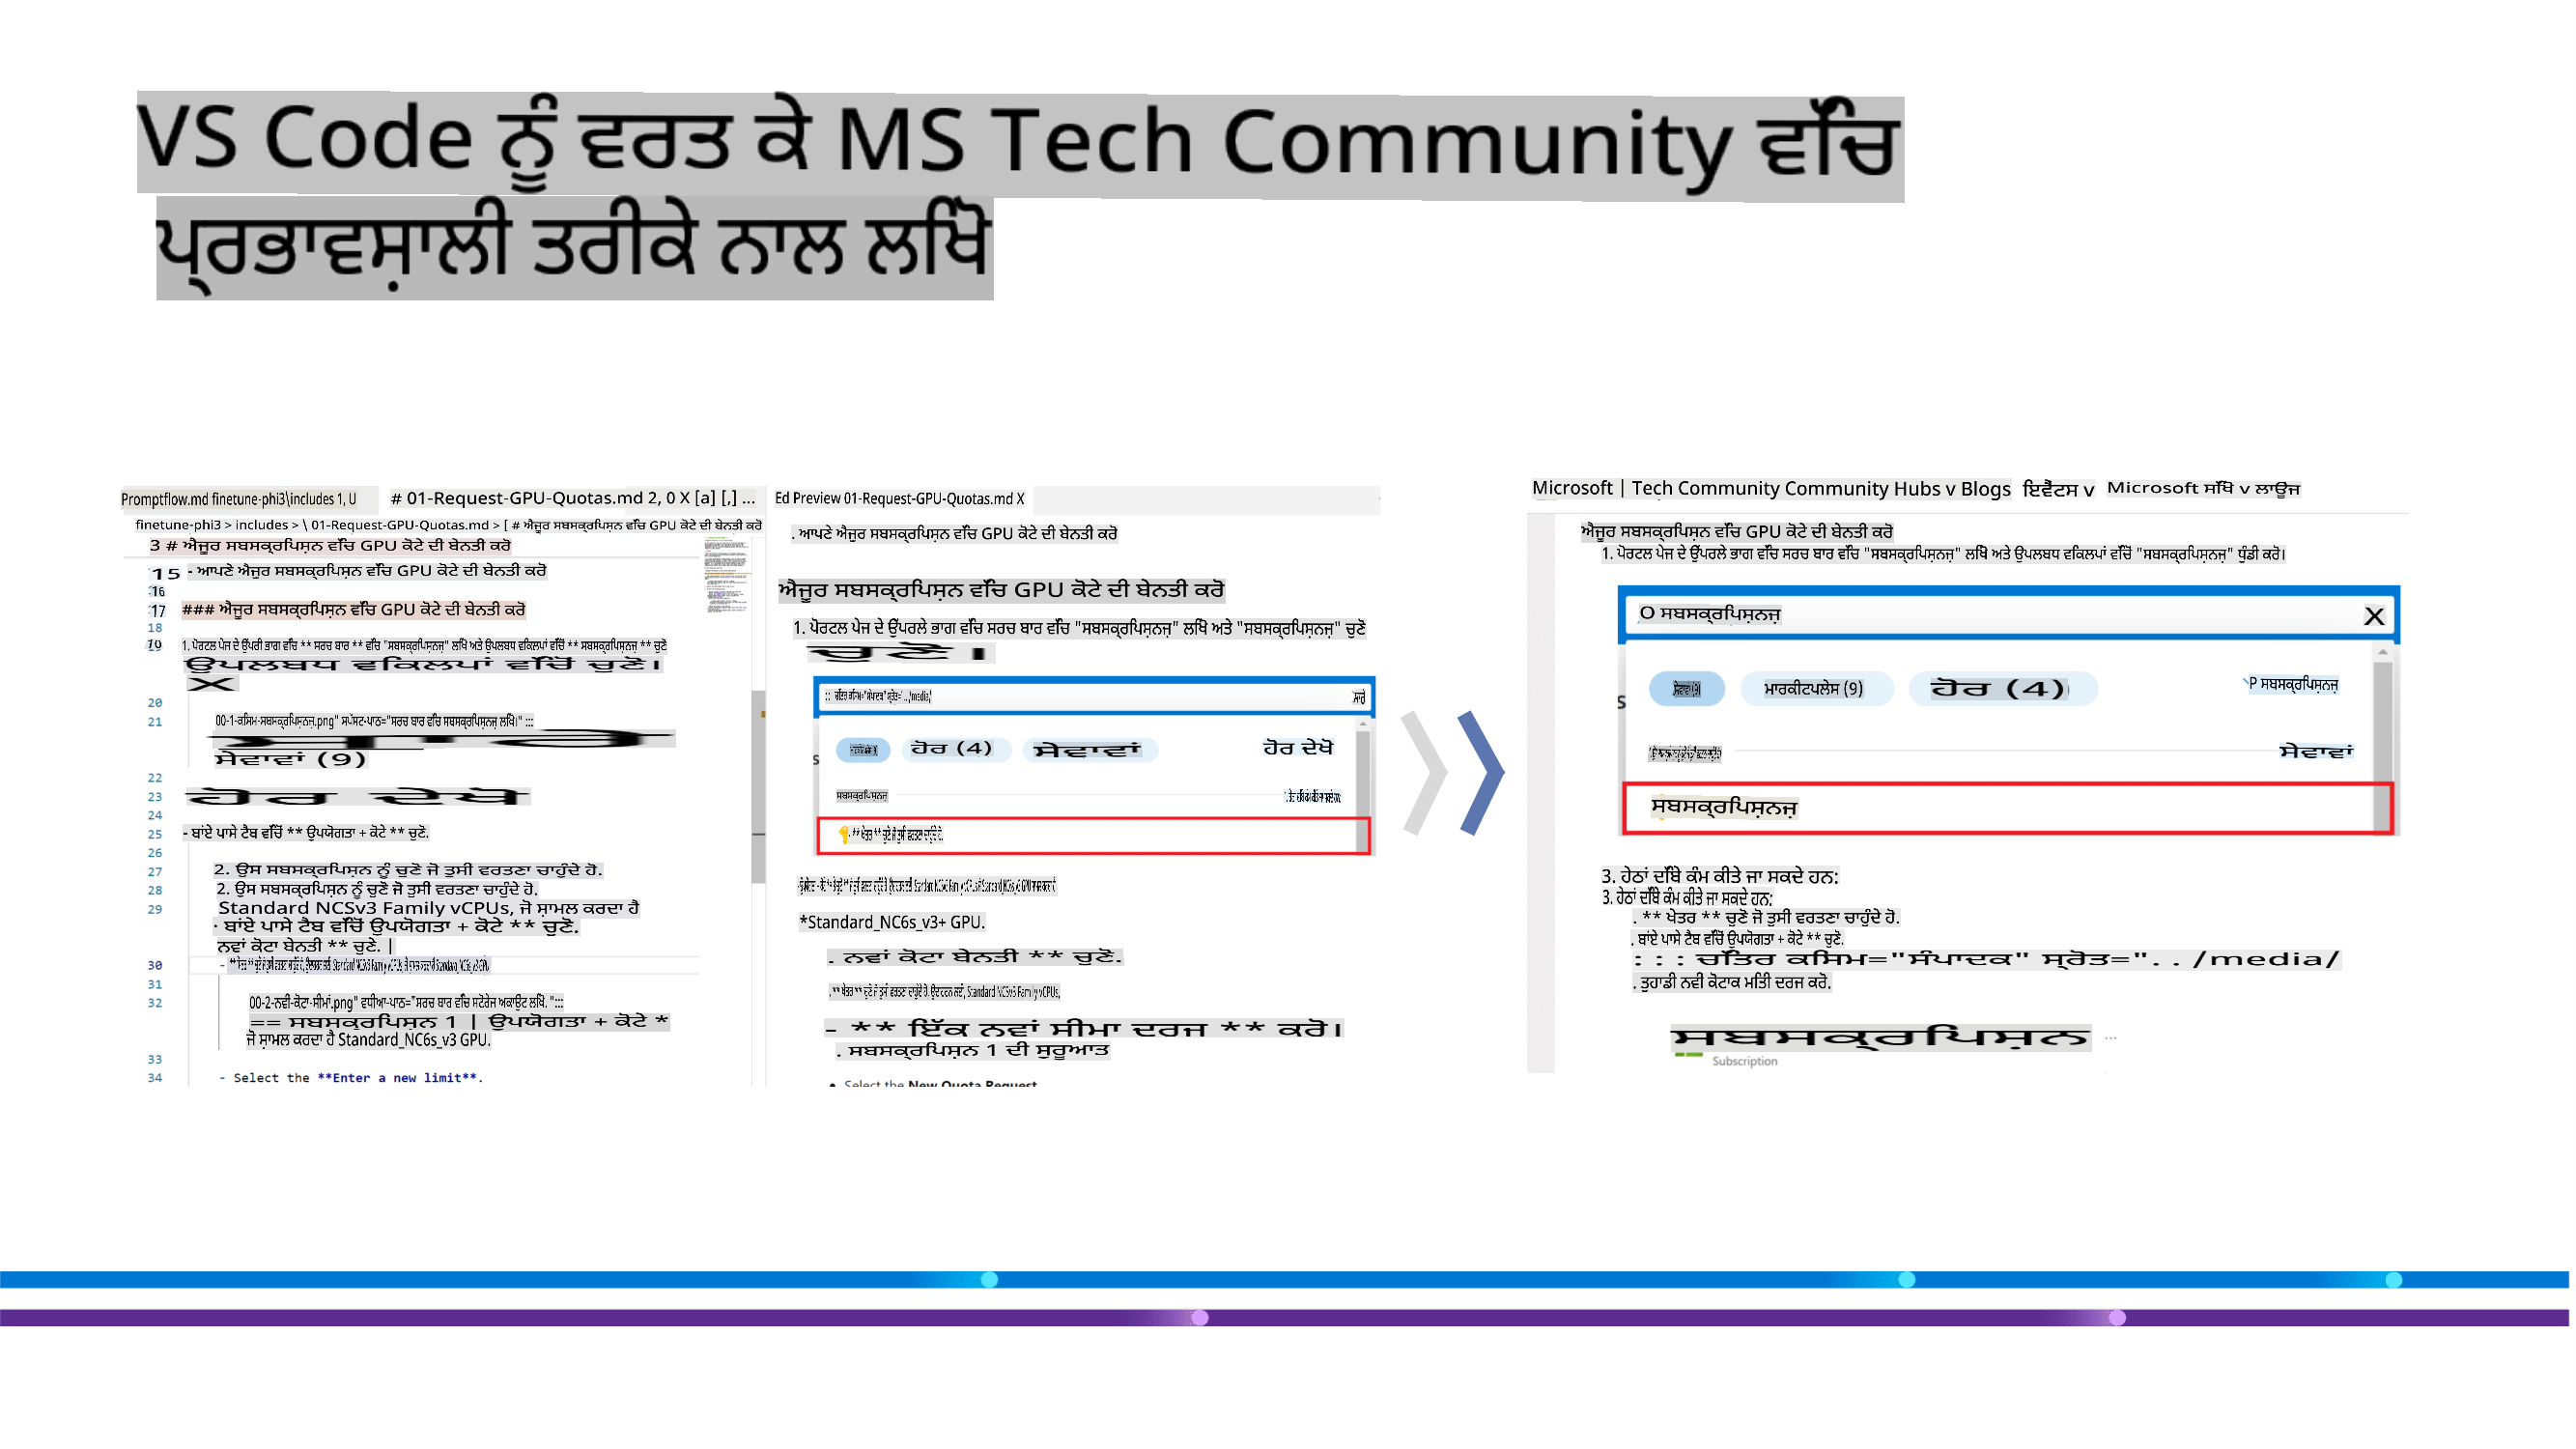 VS Code ਨੂੰ ਵਰਤ ਕੇ MS Tech Community ਵਿੱਚ
ਪ੍ਰਭਾਵਸ਼ਾਲੀ ਤਰੀਕੇ ਨਾਲ ਲਿਖੋ
Promptflow.md finetune-phi3\includes 1, U
# 01-Request-GPU-Quotas.md 2, 0 X [a] [,] ...
finetune-phi3 > includes > \ 01-Request-GPU-Quotas.md > [ # ਐਜ਼ੂਰ ਸਬਸਕ੍ਰਿਪਸ਼ਨ ਵਿੱਚ GPU ਕੋਟੇ ਦੀ ਬੇਨਤੀ ਕਰੋ
3 # ਐਜ਼ੂਰ ਸਬਸਕ੍ਰਿਪਸ਼ਨ ਵਿੱਚ GPU ਕੋਟੇ ਦੀ ਬੇਨਤੀ ਕਰੋ
15 - ਆਪਣੇ ਐਜ਼ੂਰ ਸਬਸਕ੍ਰਿਪਸ਼ਨ ਵਿੱਚ GPU ਕੋਟੇ ਦੀ ਬੇਨਤੀ ਕਰੋ
16
17 ### ਐਜ਼ੂਰ ਸਬਸਕ੍ਰਿਪਸ਼ਨ ਵਿੱਚ GPU ਕੋਟੇ ਦੀ ਬੇਨਤੀ ਕਰੋ
18
1. ਪੋਰਟਲ ਪੇਜ ਦੇ ਉੱਪਰੀ ਭਾਗ ਵਿੱਚ ** ਸਰਚ ਬਾਰ ** ਵਿੱਚ "ਸਬਸਕ੍ਰਿਪਸ਼ਨਜ਼" ਲਿਖੋ ਅਤੇ ਉਪਲਬਧ ਵਿਕਲਪਾਂ ਵਿੱਚੋਂ ** ਸਬਸਕ੍ਰਿਪਸ਼ਨਜ਼ ** ਚੁਣੋ
ਉਪਲਬਧ ਵਿਕਲਪਾਂ ਵਿੱਚੋਂ ਚੁਣੋ।
X
20
21 00-1-ਕਿਸਮ-ਸਬਸਕ੍ਰਿਪਸ਼ਨਜ਼.png" ਸਪੱਸ਼ਟ-ਪਾਠ="ਸਰਚ ਬਾਰ ਵਿੱਚ ਸਬਸਕ੍ਰਿਪਸ਼ਨਜ਼ ਲਿਖੋ।" :::
ਸੇਵਾਵਾਂ (9)
22
23 ਹੋਰ ਦੇਖੋ
24
25 - ਬਾਂਏ ਪਾਸੇ ਟੈਬ ਵਿੱਚੋਂ ** ਉਪਯੋਗਤਾ + ਕੋਟੇ ** ਚੁਣੋ.
26
27 2. ਉਸ ਸਬਸਕ੍ਰਿਪਸ਼ਨ ਨੂੰ ਚੁਣੋ ਜੋ ਤੁਸੀ ਵਰਤਣਾ ਚਾਹੁੰਦੇ ਹੋ.
28 2. ਉਸ ਸਬਸਕ੍ਰਿਪਸ਼ਨ ਨੂੰ ਚੁਣੋ ਜੋ ਤੁਸੀ ਵਰਤਣਾ ਚਾਹੁੰਦੇ ਹੋ.
29 Standard NCSv3 Family vCPUs, ਜੋ ਸ਼ਾਮਲ ਕਰਦਾ ਹੈ
· ਬਾਂਏ ਪਾਸੇ ਟੈਬ ਵਿੱਚੋਂ ਉਪਯੋਗਤਾ + ਕੋਟੇ ** ਚੁਣੋ.
ਨਵਾਂ ਕੋਟਾ ਬੇਨਤੀ ** ਚੁਣੇ. |
30
31
32 00-2-ਨਵੀ-ਕੋਟਾ-ਸੀਮਾਂ.png" ਵਧੀਆ-ਪਾਠ="ਸਰਚ ਬਾਰ ਵਿੱਚ ਸਟੋਰੇਜ ਅਕਾਉਂਟ ਲਿਖੋ. ":::
== ਸਬਸਕ੍ਰਿਪਸ਼ਨ 1 | ਉਪਯੋਗਤਾ + ਕੋਟੇ *
ਜੋ ਸ਼ਾਮਲ ਕਰਦਾ ਹੈ Standard_NC6s_v3 GPU.
33
34 - Select the **Enter a new limit**.
Ed Preview 01-Request-GPU-Quotas.md X
. ਆਪਣੇ ਐਜ਼ੂਰ ਸਬਸਕ੍ਰਿਪਸ਼ਨ ਵਿੱਚ GPU ਕੋਟੇ ਦੀ ਬੇਨਤੀ ਕਰੋ
ਐਜ਼ੂਰ ਸਬਸਕ੍ਰਿਪਸ਼ਨ ਵਿੱਚ GPU ਕੋਟੇ ਦੀ ਬੇਨਤੀ ਕਰੋ
1. ਪੋਰਟਲ ਪੇਜ ਦੇ ਉੱਪਰਲੇ ਭਾਗ ਵਿੱਚ ਸਰਚ ਬਾਰ ਵਿੱਚ "ਸਬਸਕ੍ਰਿਪਸ਼ਨਜ਼" ਲਿਖੋ ਅਤੇ "ਸਬਸਕ੍ਰਿਪਸ਼ਨਜ਼" ਚੁਣੋ
ਚੁਣੋ।
ਹੋਰ (4) ਸੇਵਾਵਾਂ ਹੋਰ ਦੇਖੋ
ਸਬਸਕ੍ਰਿਪਸ਼ਨਜ਼
*Standard_NC6s_v3+ GPU.
. ਨਵਾਂ ਕੋਟਾ ਬੇਨਤੀ ** ਚੁਣੋ.
. ** ਖੇਤਰ ** ਚੁਣੋ ਜੋ ਤੁਸੀਂ ਵਰਤਣਾ ਚਾਹੁੰਦੇ ਹੋ. ਉਦਾਹਰਨ ਲਈ, Standard NCSv3 Family vCPUs,
- ** ਇੱਕ ਨਵਾਂ ਸੀਮਾ ਦਰਜ ** ਕਰੋ।
. ਸਬਸਕ੍ਰਿਪਸ਼ਨ 1 ਦੀ ਸ਼ੁਰੂਆਤ
• Select the New Quota Request
Microsoft | Tech Community Community Hubs v Blogs ਇਵੈਂਟਸ v Microsoft ਸਿੱਖੋ v ਲਾਊਂਜ
ਐਜ਼ੂਰ ਸਬਸਕ੍ਰਿਪਸ਼ਨ ਵਿੱਚ GPU ਕੋਟੇ ਦੀ ਬੇਨਤੀ ਕਰੋ
1. ਪੋਰਟਲ ਪੇਜ ਦੇ ਉੱਪਰਲੇ ਭਾਗ ਵਿੱਚ ਸਰਚ ਬਾਰ ਵਿੱਚ "ਸਬਸਕ੍ਰਿਪਸ਼ਨਜ਼" ਲਿਖੋ ਅਤੇ ਉਪਲਬਧ ਵਿਕਲਪਾਂ ਵਿੱਚੋਂ "ਸਬਸਕ੍ਰਿਪਸ਼ਨਜ਼" ਧੁੰਡੀ ਕਰੋ।
O ਸਬਸਕ੍ਰਿਪਸ਼ਨਜ਼ X
ਮਾਰਕੀਟਪਲੇਸ (9) ਹੋਰ (4) P ਸਬਸਕ੍ਰਿਪਸ਼ਨਜ਼
ਸੇਵਾਵਾਂ
ਸਬਸਕ੍ਰਿਪਸ਼ਨਜ਼
3. ਹੇਠਾਂ ਦਿੱਬੇ ਕੰਮ ਕੀਤੇ ਜਾ ਸਕਦੇ ਹਨ:
3. ਹੇਠਾਂ ਦਿੱਬੇ ਕੰਮ ਕੀਤੇ ਜਾ ਸਕਦੇ ਹਨ:
. ** ਖੇਤਰ ** ਚੁਣੋ ਜੋ ਤੁਸੀ ਵਰਤਣਾ ਚਾਹੁੰਦੇ ਹੋ.
. ਬਾਂਏ ਪਾਸੇ ਟੈਬ ਵਿੱਚੋਂ ਉਪਯੋਗਤਾ + ਕੋਟੇ ** ਚੁਣੋ.
: : : ਚਿੱਤਰ ਕਿਸਮ="ਸੰਪਾਦਕ" ਸ੍ਰੋਤ=". . /media/
. ਤੁਹਾਡੀ ਨਵੀ ਕੋਟਾਕ ਮਿਤੀ ਦਰਜ ਕਰੋ.
ਸਬਸਕ੍ਰਿਪਸ਼ਨ ...
Subscription